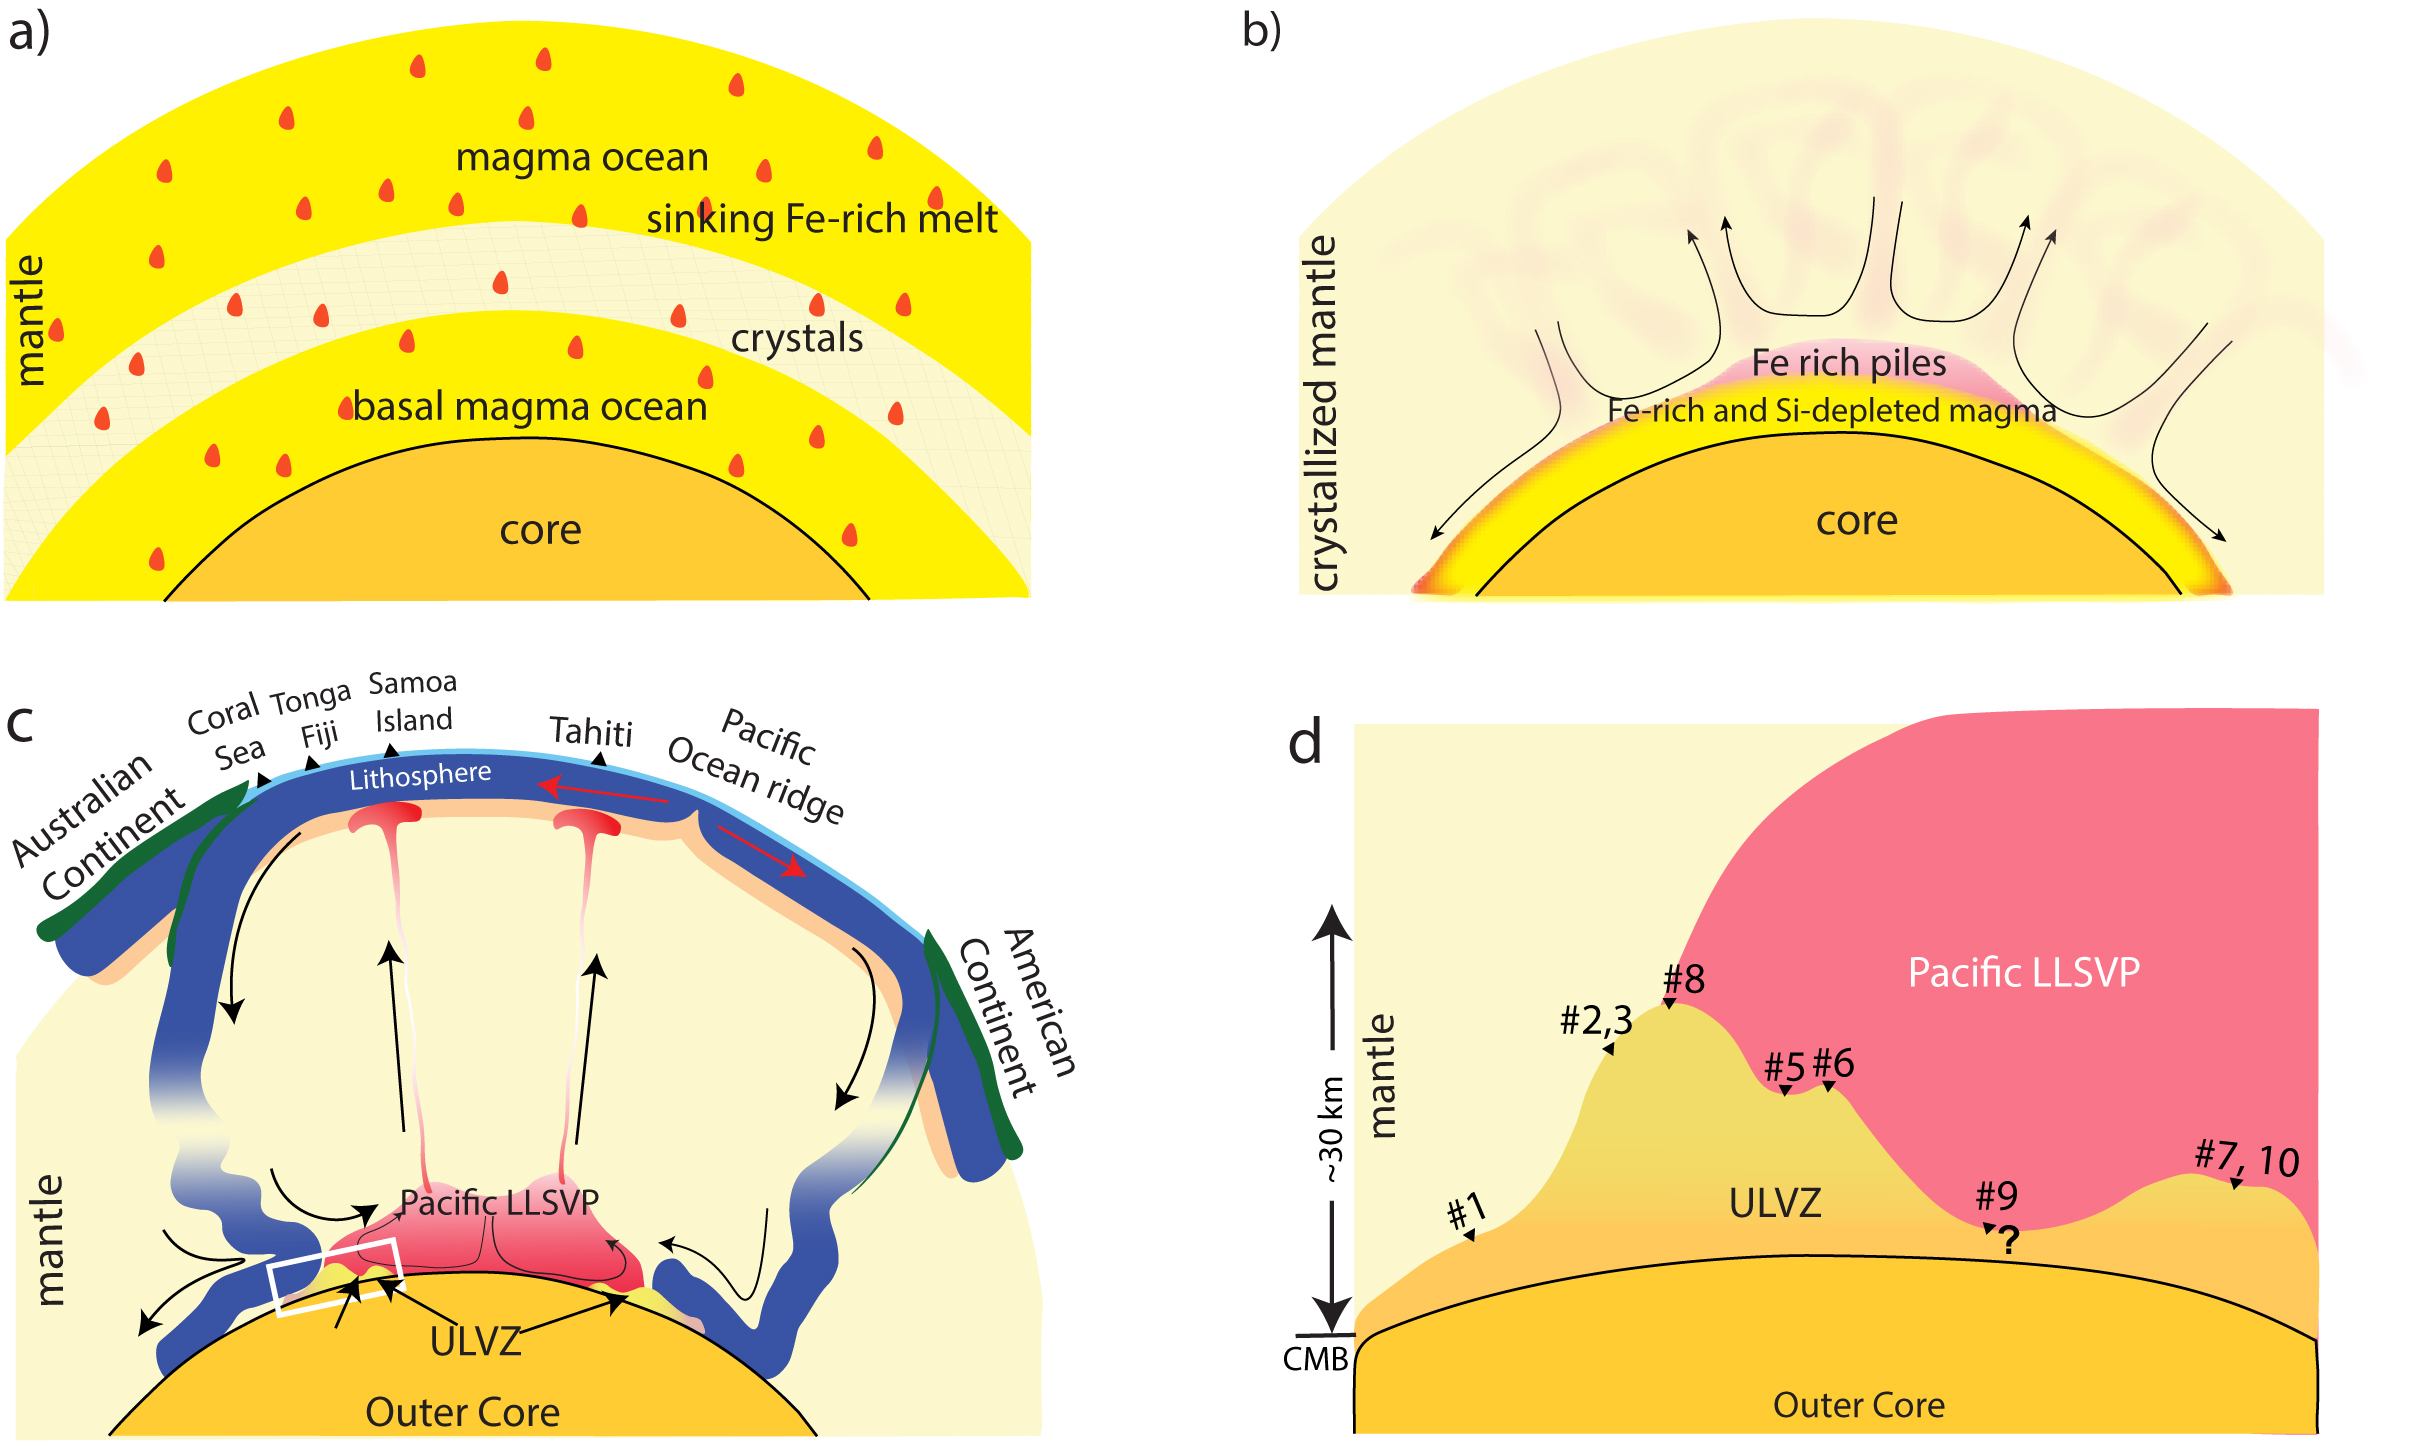 a)
magma ocean
sinking Fe-rich melt
mantle
crystals
basal magma ocean
core
b)
crystallized mantle
Fe rich piles
Fe-rich and Si-depleted magma
core
c
Australian
Continent
Coral
Sea
Tonga
Fiji
Samoa
Island
Tahiti
Pacific
Ocean ridge
Lithosphere
American
Continent
mantle
Pacific LLSVP
ULVZ
Outer Core
d
Pacific LLSVP
#8
#2,3
#5
#6
mantle
~30 km
#1
ULVZ
#9
?
#7, 10
CMB
Outer Core